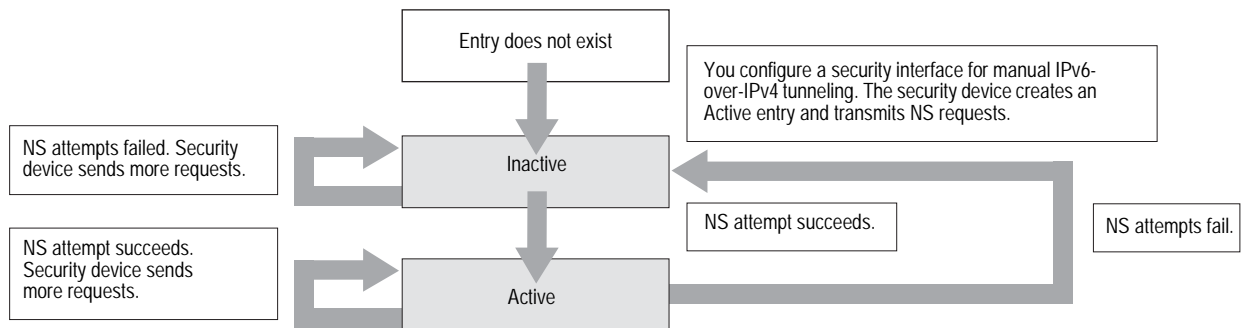 Entry does not exist
You configure a security interface for manual IPv6-
over-IPv4 tunneling. The security device creates an
Active entry and transmits NS requests.
NS attempts failed. Security
device sends more requests.
Inactive
NS attempt succeeds.
NS attempts fail.
NS attempt succeeds.
Security device sends
more requests.
Active